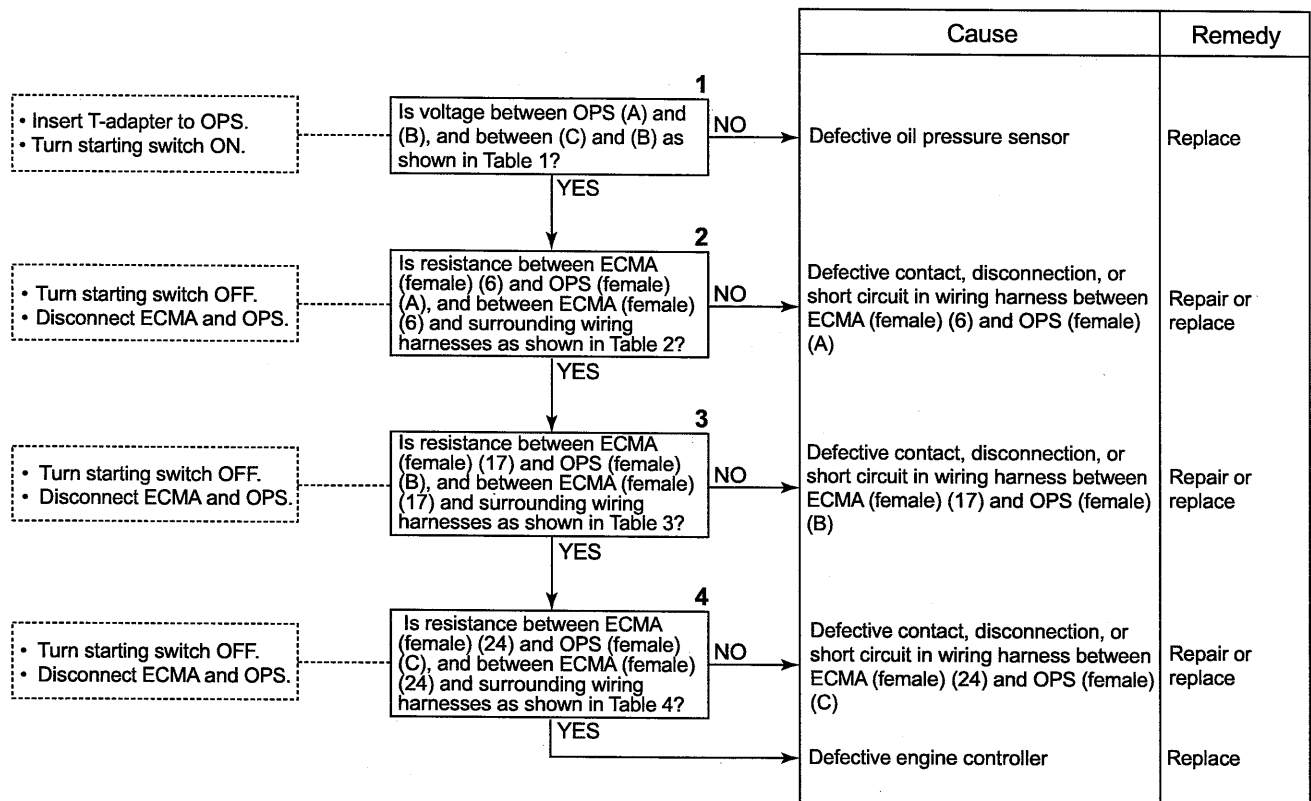 Cause
Remedy
1
• Insert T-adapter to OPS.
• Turn starting switch ON.
Is voltage between OPS (A) and
(B), and between (C) and (B) as
shown in Table 1?
NO
Defective oil pressure sensor
Replace
YES
2
• Turn starting switch OFF.
• Disconnect ECMA and OPS.
Is resistance between ECMA
(female) (6) and OPS (female)
(A), and between ECMA (female)
(6) and surrounding wiring
harnesses as shown in Table 2?
NO
Defective contact, disconnection, or
short circuit in wiring harness between
ECMA (female) (6) and OPS (female)
(A)
Repair or
replace
YES
3
• Turn starting switch OFF.
• Disconnect ECMA and OPS.
Is resistance between ECMA
(female) (17) and OPS (female)
(B), and between ECMA (female)
(17) and surrounding wiring
harnesses as shown in Table 3?
NO
Defective contact, disconnection, or
short circuit in wiring harness between
ECMA (female) (17) and OPS (female)
(B)
Repair or
replace
YES
4
• Turn starting switch OFF.
• Disconnect ECMA and OPS.
Is resistance between ECMA
(female) (24) and OPS (female)
(C), and between ECMA (female)
(24) and surrounding wiring
harnesses as shown in Table 4?
NO
Defective contact, disconnection, or
short circuit in wiring harness between
ECMA (female) (24) and OPS (female)
(C)
Repair or
replace
YES
Defective engine controller
Replace